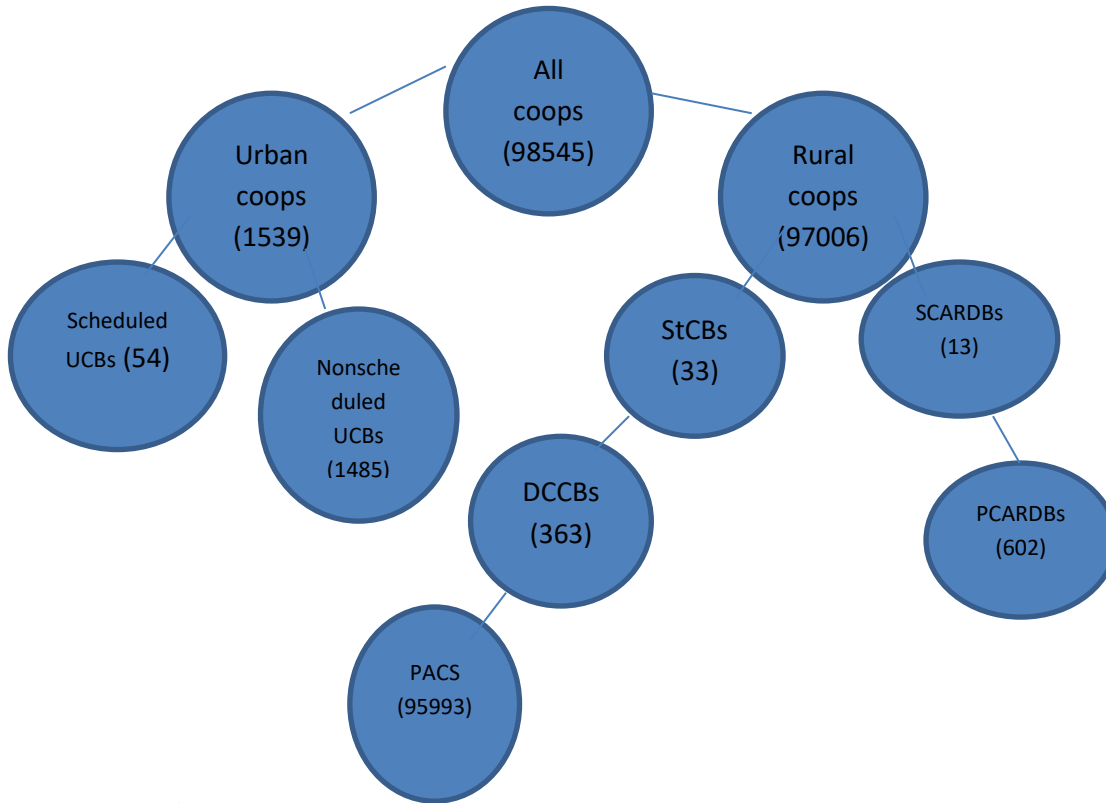 All
coops
(98545)
Urban
coops
(1539)
Rural
coops
(97006)
Scheduled
UCBs (54)
Nonsche
duled
UCBs
(1485)
StCBs
(33)
SCARDBs
(13)
DCCBs
(363)
PCARDBs
(602)
PACS
(95993)